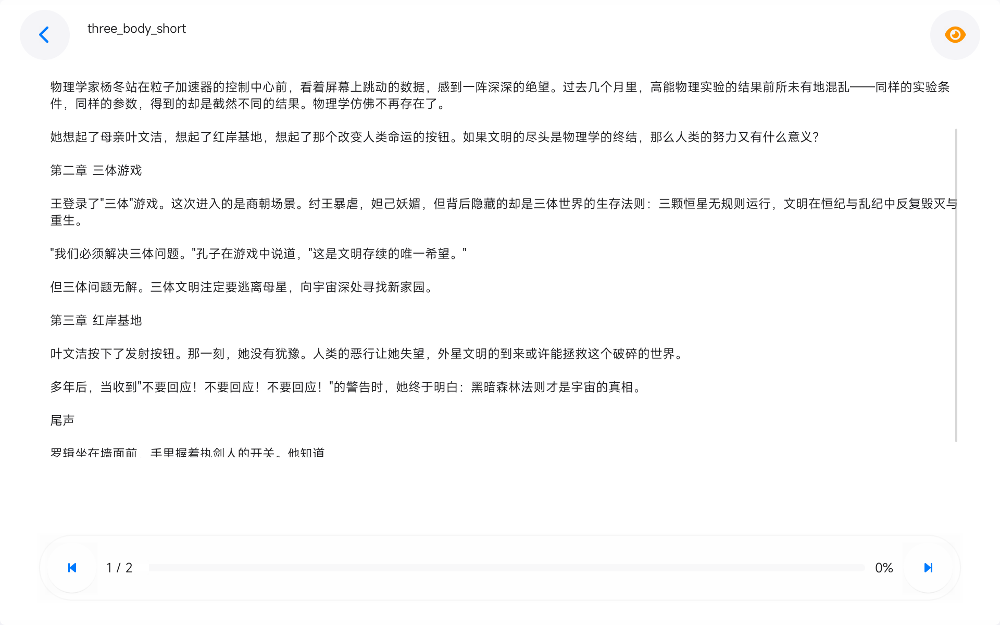 three_body_short
物理学家杨冬站在粒子加速器的控制中心前，看着屏幕上跳动的数据，感到一阵深深的绝望。过去几个月里，高能物理实验的结果前所未有地混乱——同样的实验条
件，同样的参数，得到的却是截然不同的结果。物理学仿佛不再存在了。
她想起了母亲叶文洁，想起了红岸基地，想起了那个改变人类命运的按钮。如果文明的尽头是物理学的终结，那么人类的努力又有什么意义？
第二章 三体游戏
王登录了"三体"游戏。这次进入的是商朝场景。纣王暴虐，妲己妖媚，但背后隐藏的却是三体世界的生存法则：三颗恒星无规则运行，文明在恒纪与乱纪中反复毁灭与
重生。
"我们必须解决三体问题。"孔子在游戏中说道，"这是文明存续的唯一希望。"
但三体问题无解。三体文明注定要逃离母星，向宇宙深处寻找新家园。
第三章 红岸基地
叶文洁按下了发射按钮。那一刻，她没有犹豫。人类的恶行让她失望，外星文明的到来或许能拯救这个破碎的世界。
多年后，当收到"不要回应！不要回应！不要回应！"的警告时，她终于明白：黑暗森林法则才是宇宙的真相。
尾声
罗辑坐在墙面前，手里握着执剑人的开关。他知道
1 / 2
0%